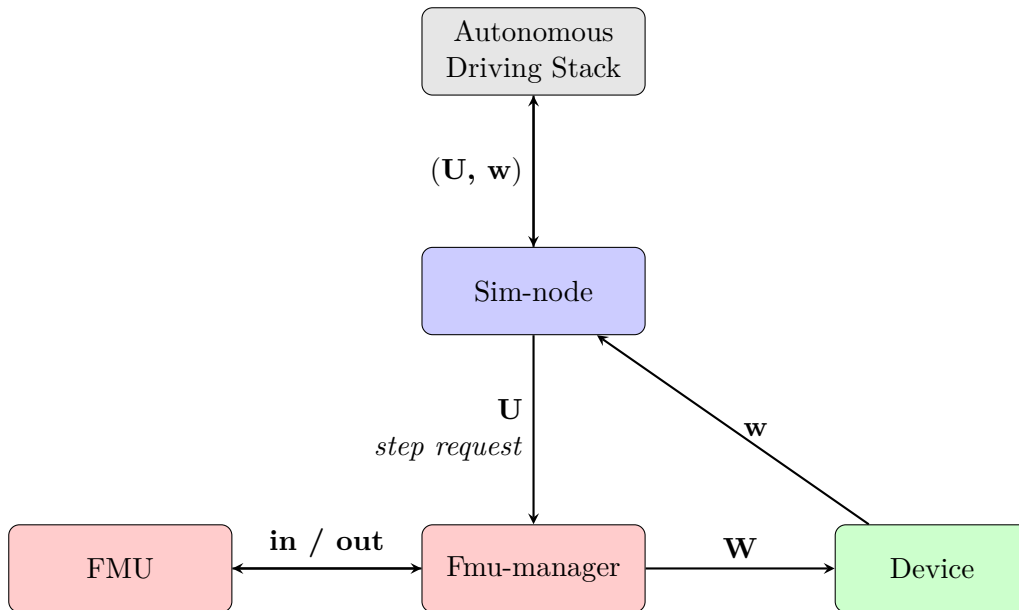 Autonomous
Driving Stack
(U, w)
Sim-node
U
step request
w
in / out
W
FMU
Fmu-manager
Device